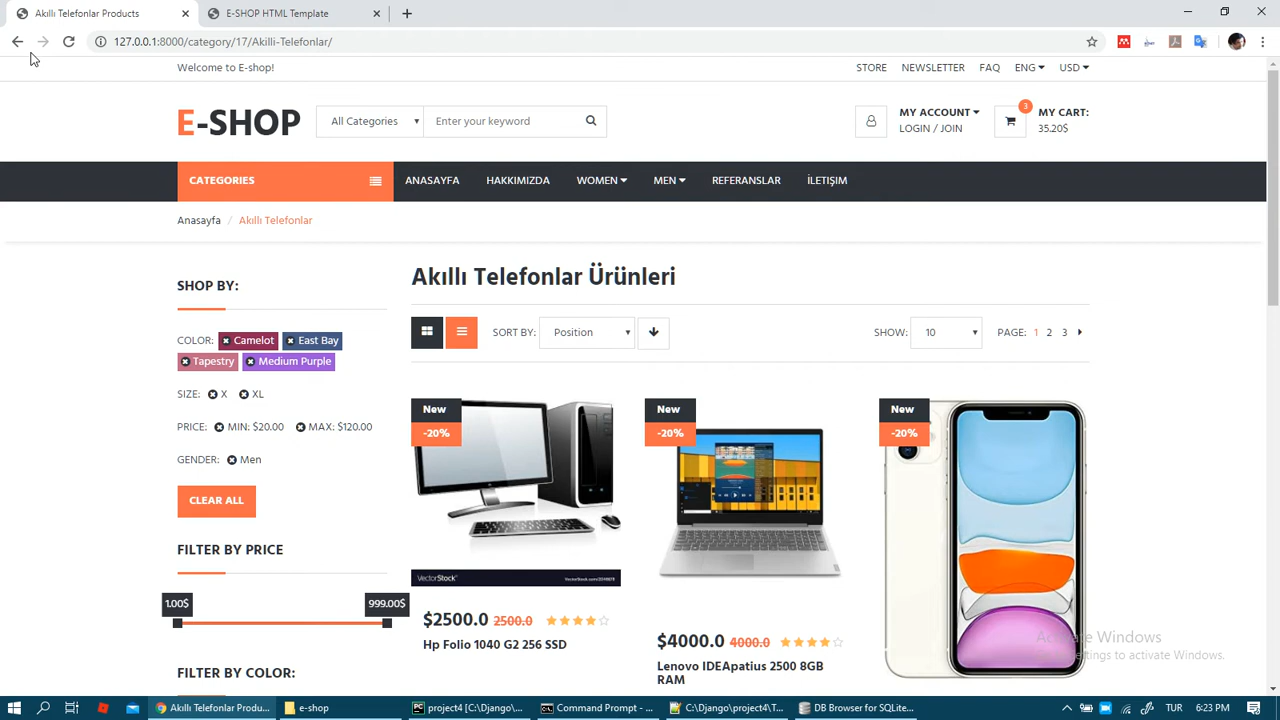 Akıllı Telefonlar Products
E-SHOP HTML Template
127.0.0.1:8000/category/17/Akilli-Telefonlar/
Welcome to E-shop!
STORE NEWSLETTER FAQ ENG USD
E-SHOP
All Categories
Enter your keyword
MY ACCOUNT
LOGIN / JOIN
3
MY CART:
35.20$
CATEGORIES
ANASAYFA HAKKIMIZDA WOMEN MEN REFERANSLAR İLETİŞİM
Anasayfa / Akıllı Telefonlar
SHOP BY:
COLOR: Camelot East Bay
Tapestry Medium Purple
SIZE: X XL
PRICE: MIN: $20.00 MAX: $120.00
GENDER: Men
CLEAR ALL
FILTER BY PRICE
1.00$ 999.00$
FILTER BY COLOR:
Akıllı Telefonlar Ürünleri
SORT BY: Position
SHOW: 10
PAGE: 1 2 3
New
-20%
VectorStock
$2500.0 2500.0
Hp Folio 1040 G2 256 SSD
New
-20%
$4000.0 4000.0
Lenovo IDEApatius 2500 8GB
RAM
New
-20%
Activate Windows
settings to activate Windows.
Akıllı Telefonlar Produ...
e-shop
project4 [C:\Django\...
Command Prompt - ...
C:\Django\project4\T...
DB Browser for SQLite...
TUR
6:23 PM